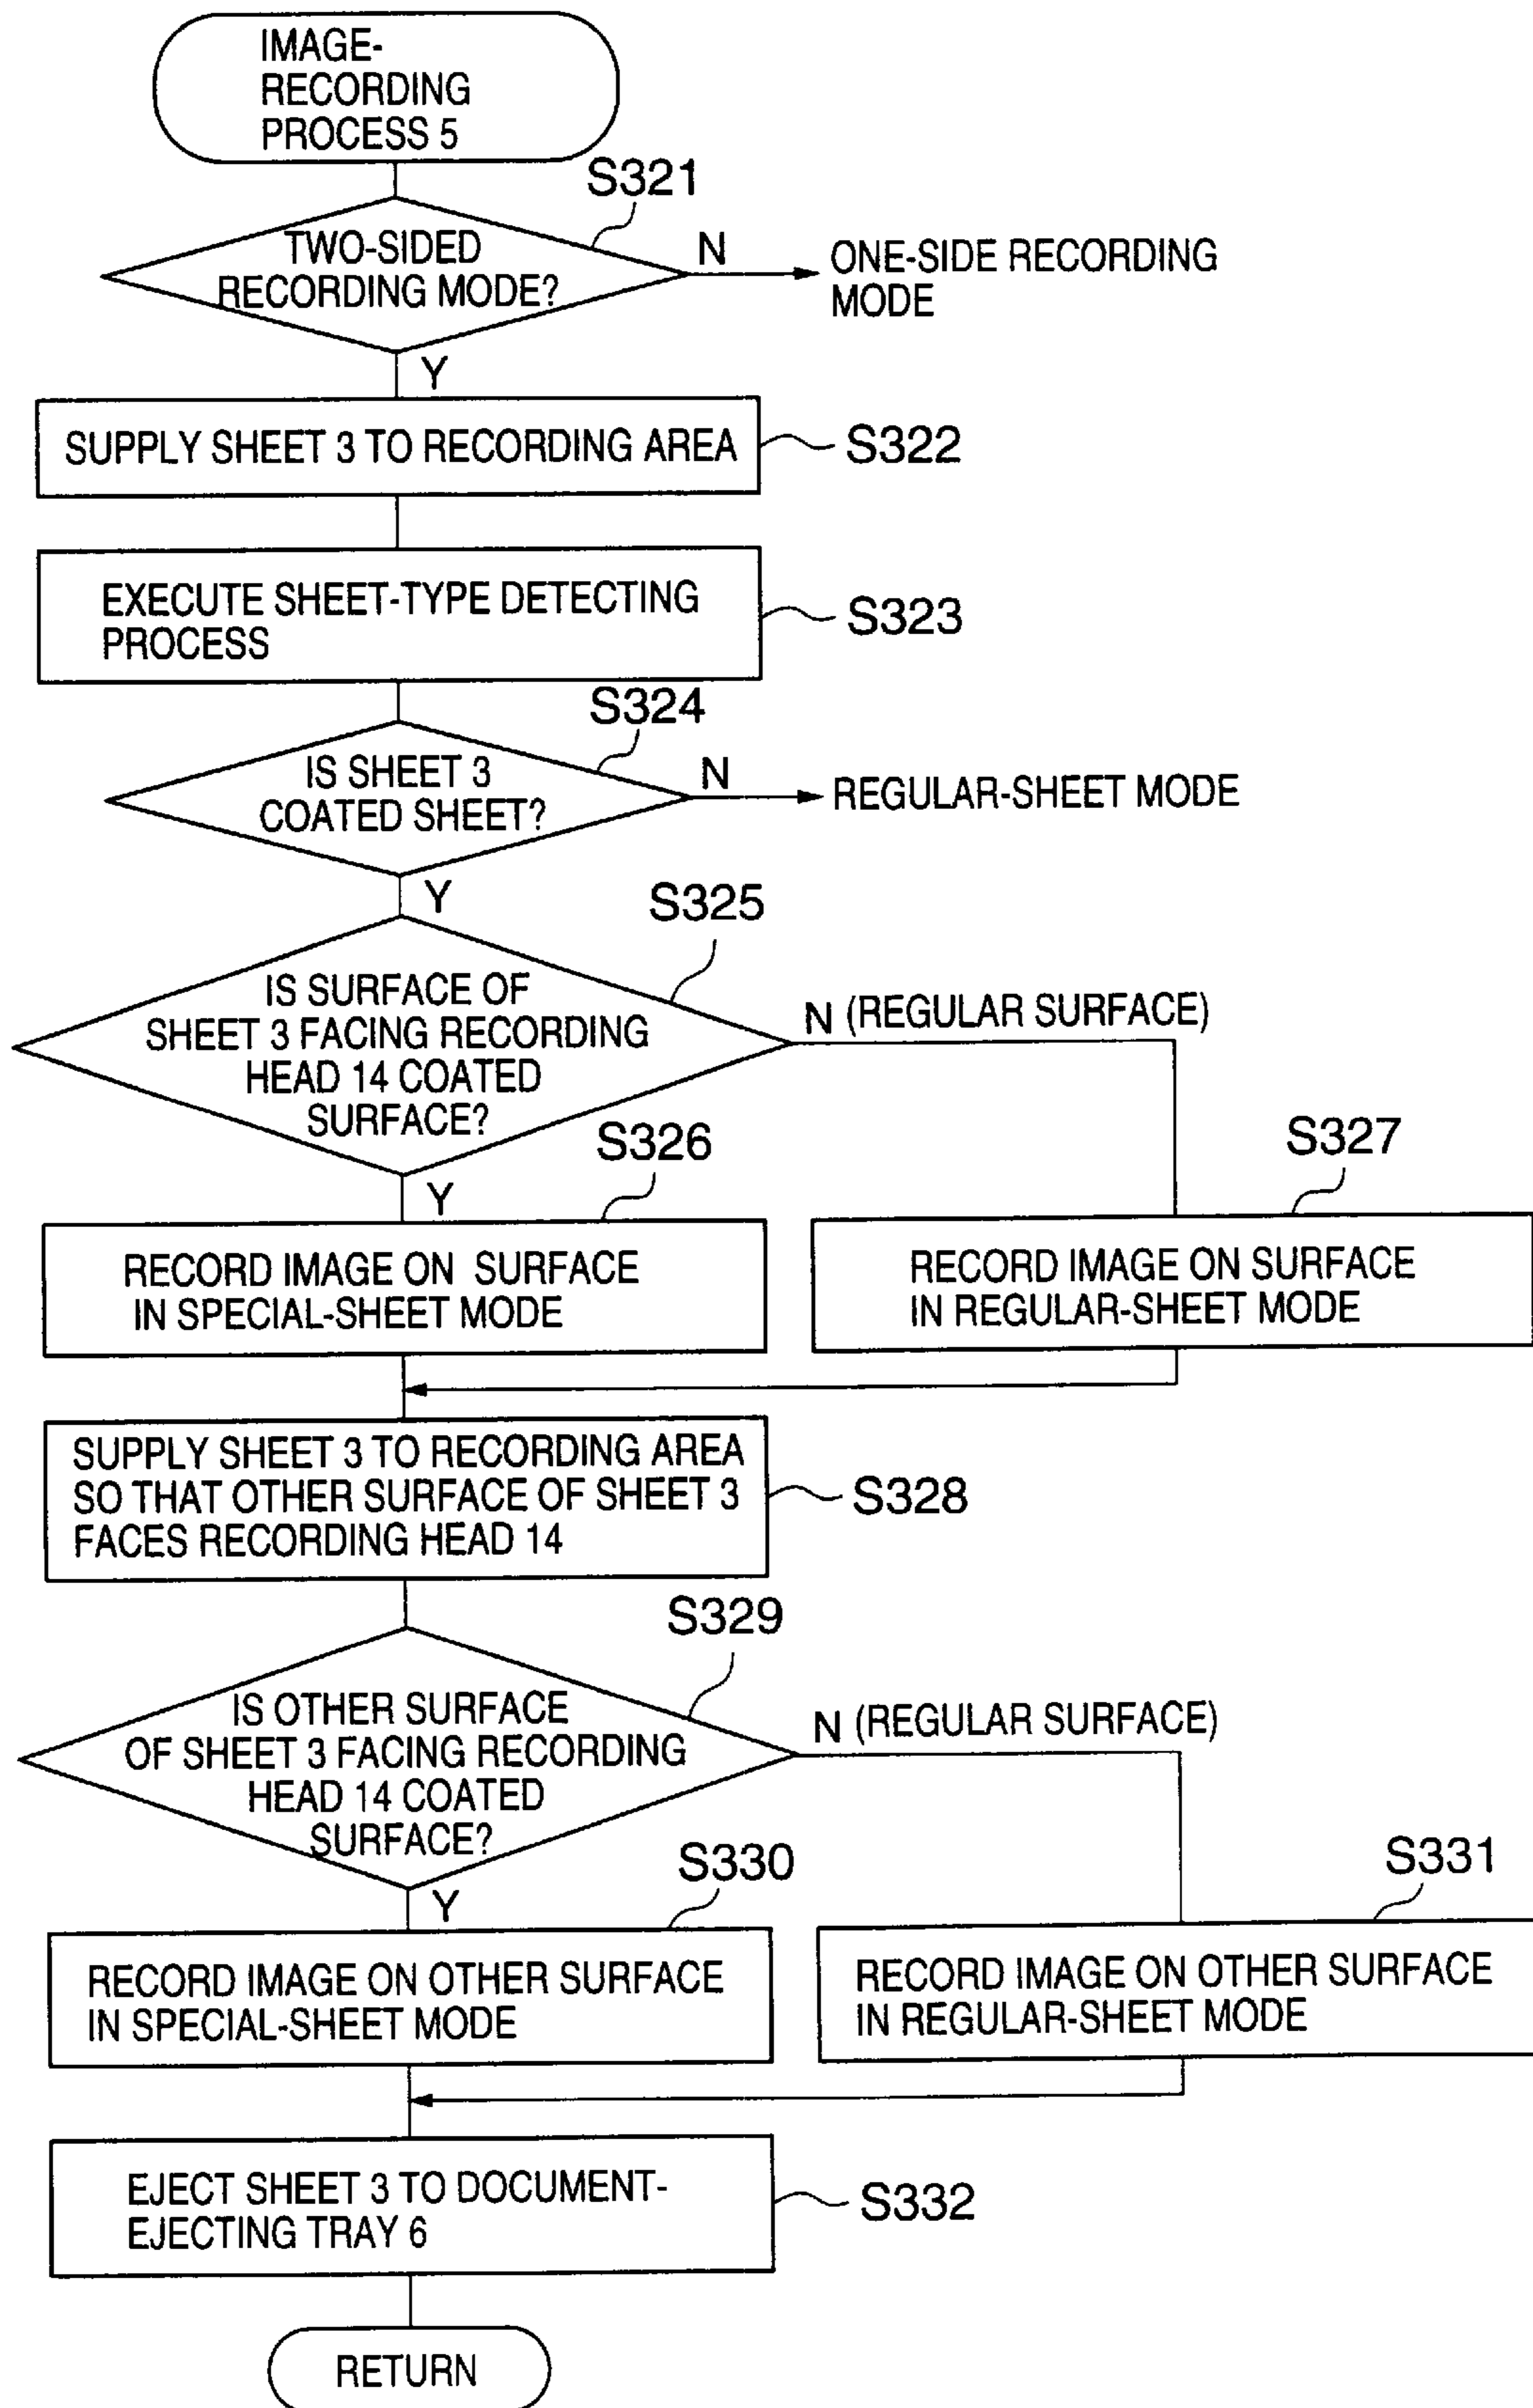 IMAGE-
RECORDING
PROCESS 5
S321
TWO-SIDED
RECORDING MODE?
N
ONE-SIDE RECORDING
MODE
Y
SUPPLY SHEET 3 TO RECORDING AREA
S322
EXECUTE SHEET-TYPE DETECTING
PROCESS
S323
S324
IS SHEET 3
COATED SHEET?
N
REGULAR-SHEET MODE
Y
S325
IS SURFACE OF
SHEET 3 FACING RECORDING
HEAD 14 COATED
SURFACE?
N (REGULAR SURFACE)
Y
S326
RECORD IMAGE ON SURFACE
IN SPECIAL-SHEET MODE
S327
RECORD IMAGE ON SURFACE
IN REGULAR-SHEET MODE
SUPPLY SHEET 3 TO RECORDING AREA
SO THAT OTHER SURFACE OF SHEET 3
FACES RECORDING HEAD 14
S328
S329
IS OTHER SURFACE
OF SHEET 3 FACING RECORDING
HEAD 14 COATED
SURFACE?
N (REGULAR SURFACE)
Y
S330
RECORD IMAGE ON OTHER SURFACE
IN SPECIAL-SHEET MODE
S331
RECORD IMAGE ON OTHER SURFACE
IN REGULAR-SHEET MODE
EJECT SHEET 3 TO DOCUMENT-
EJECTING TRAY 6
S332
RETURN